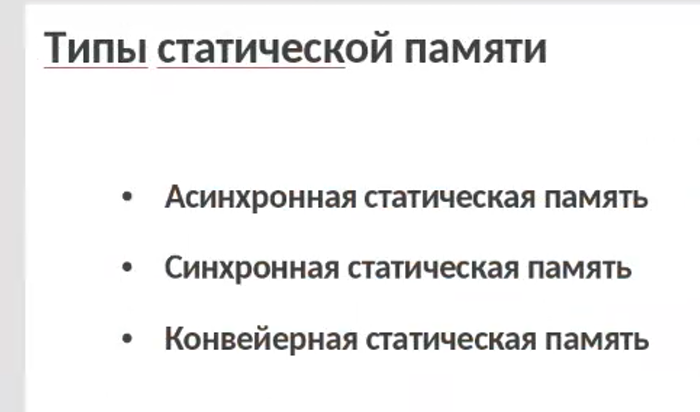 Типы статической памяти
• Асинхронная статическая память
• Синхронная статическая память
• Конвейерная статическая память